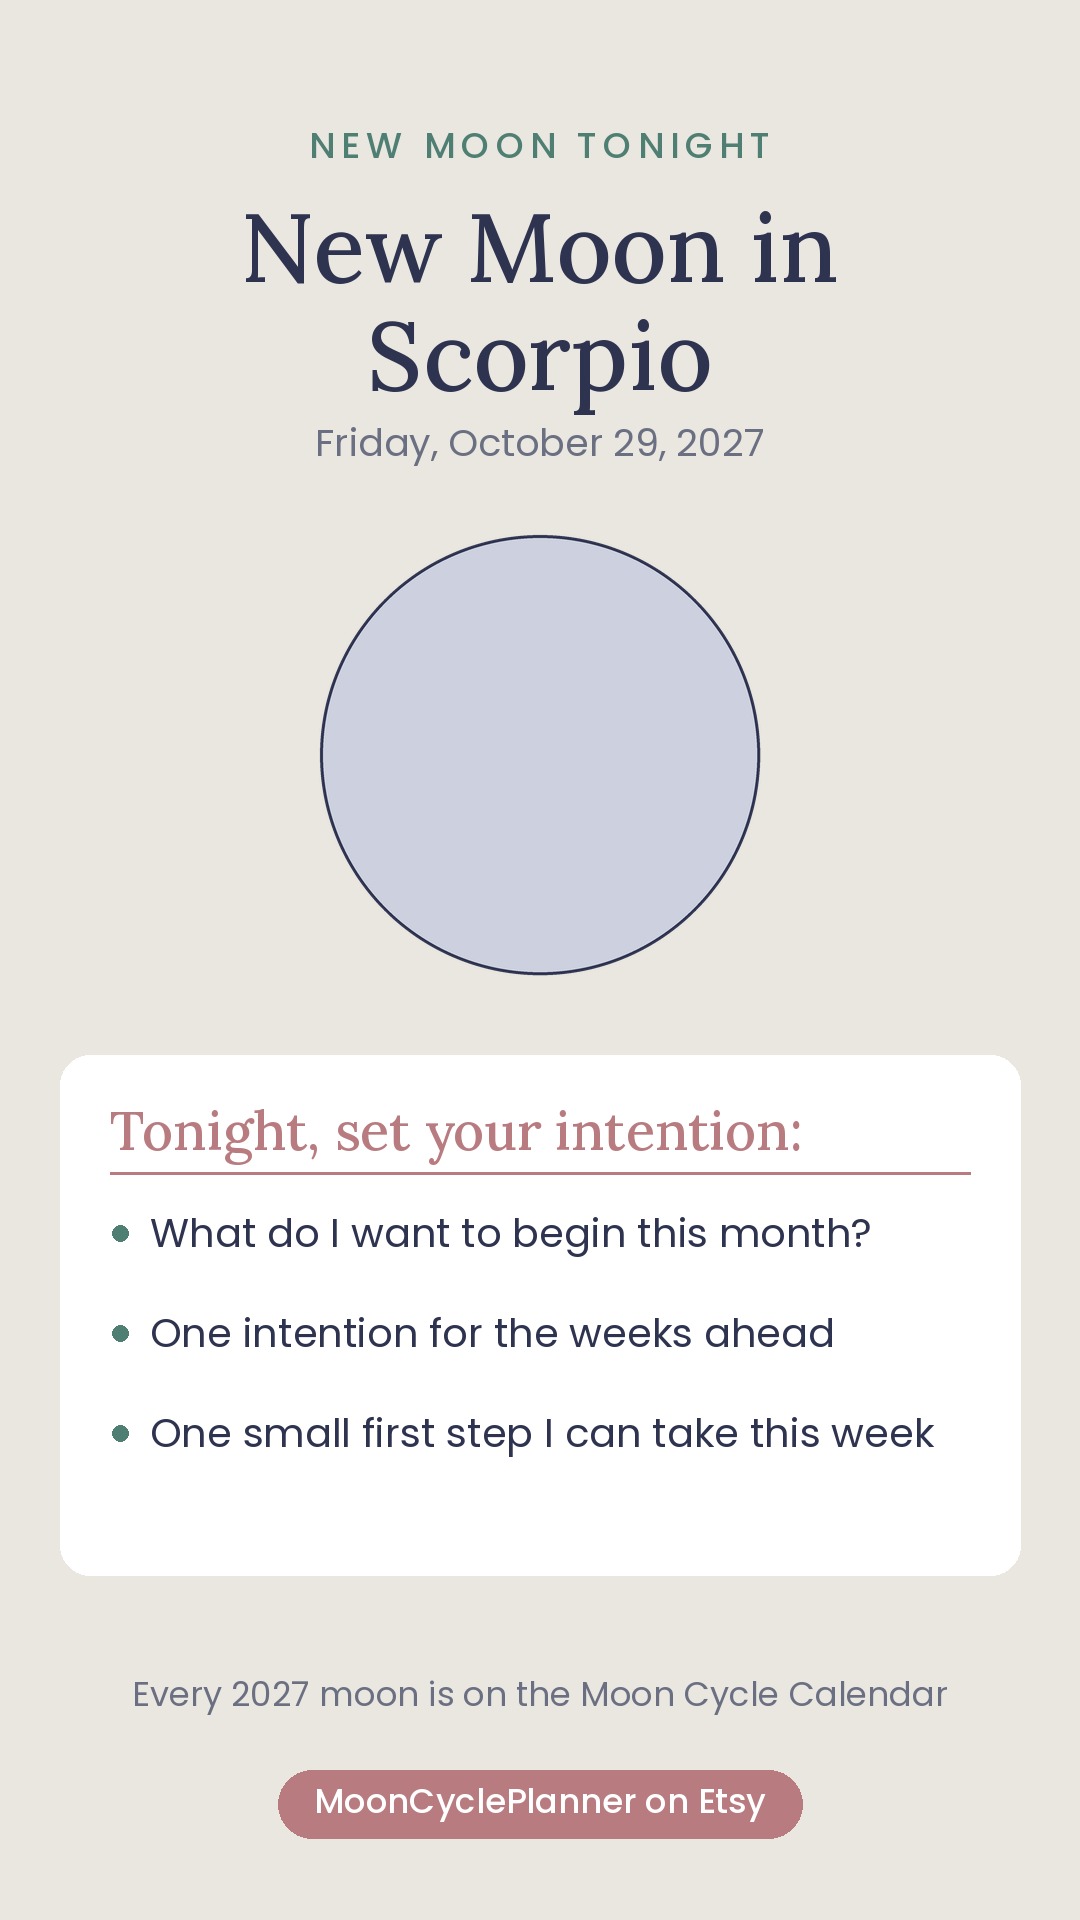 NEW MOON TONIGHT
New Moon in
Scorpio
Friday, October 29, 2027
Tonight, set your intention:
What do I want to begin this month?
One intention for the weeks ahead
One small first step I can take this week
Every 2027 moon is on the Moon Cycle Calendar
MoonCyclePlanner on Etsy